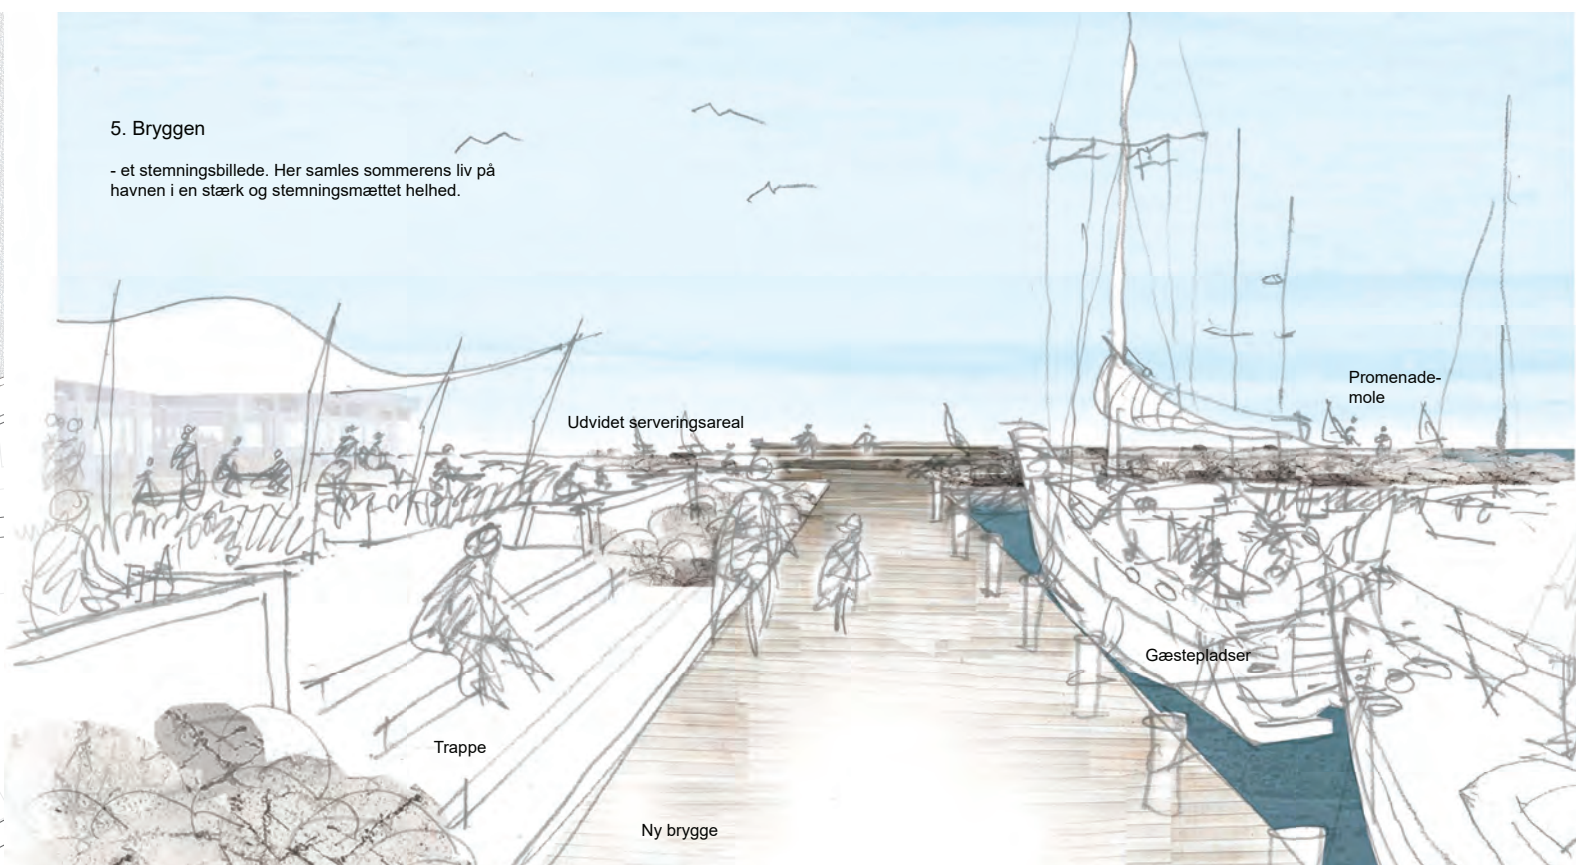 5. Bryggen
- et stemningsbillede. Her samles sommerens liv på
havnen i en stærk og stemningsmættet helhed.
Promenade-
mole
Udvidet serveringsareal
Gæstepladser
Trappe
Ny brygge